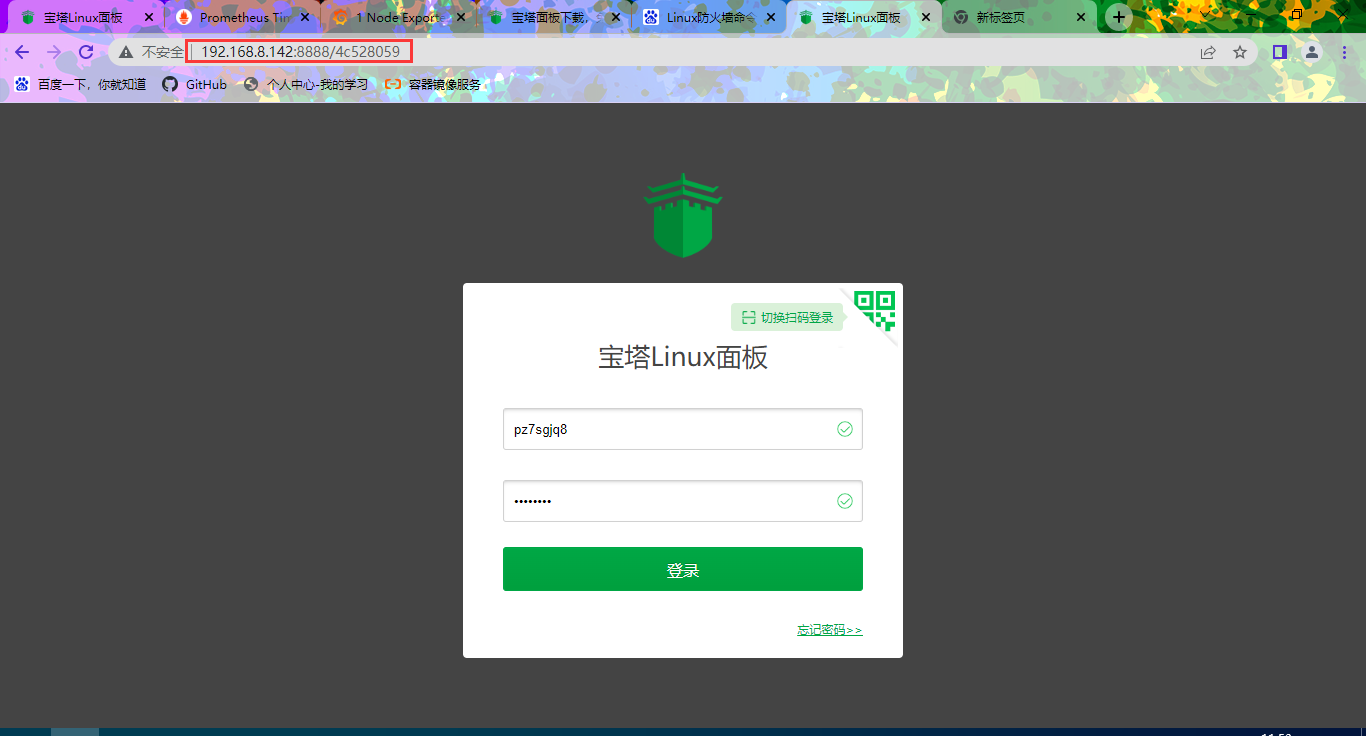 宝塔Linux面板
Prometheus Tim
1 Node Exporte
宝塔面板下載，
Linux防火墙命令
宝塔Linux面板
新标签页
不安全 192.168.8.142:8888/4c528059
百度一下，你就知道 GitHub 个人中心-我的学习 容器镜像服务
切换扫码登录
宝塔Linux面板
pz7sgjq8
••••••••
登录
忘记密码>>